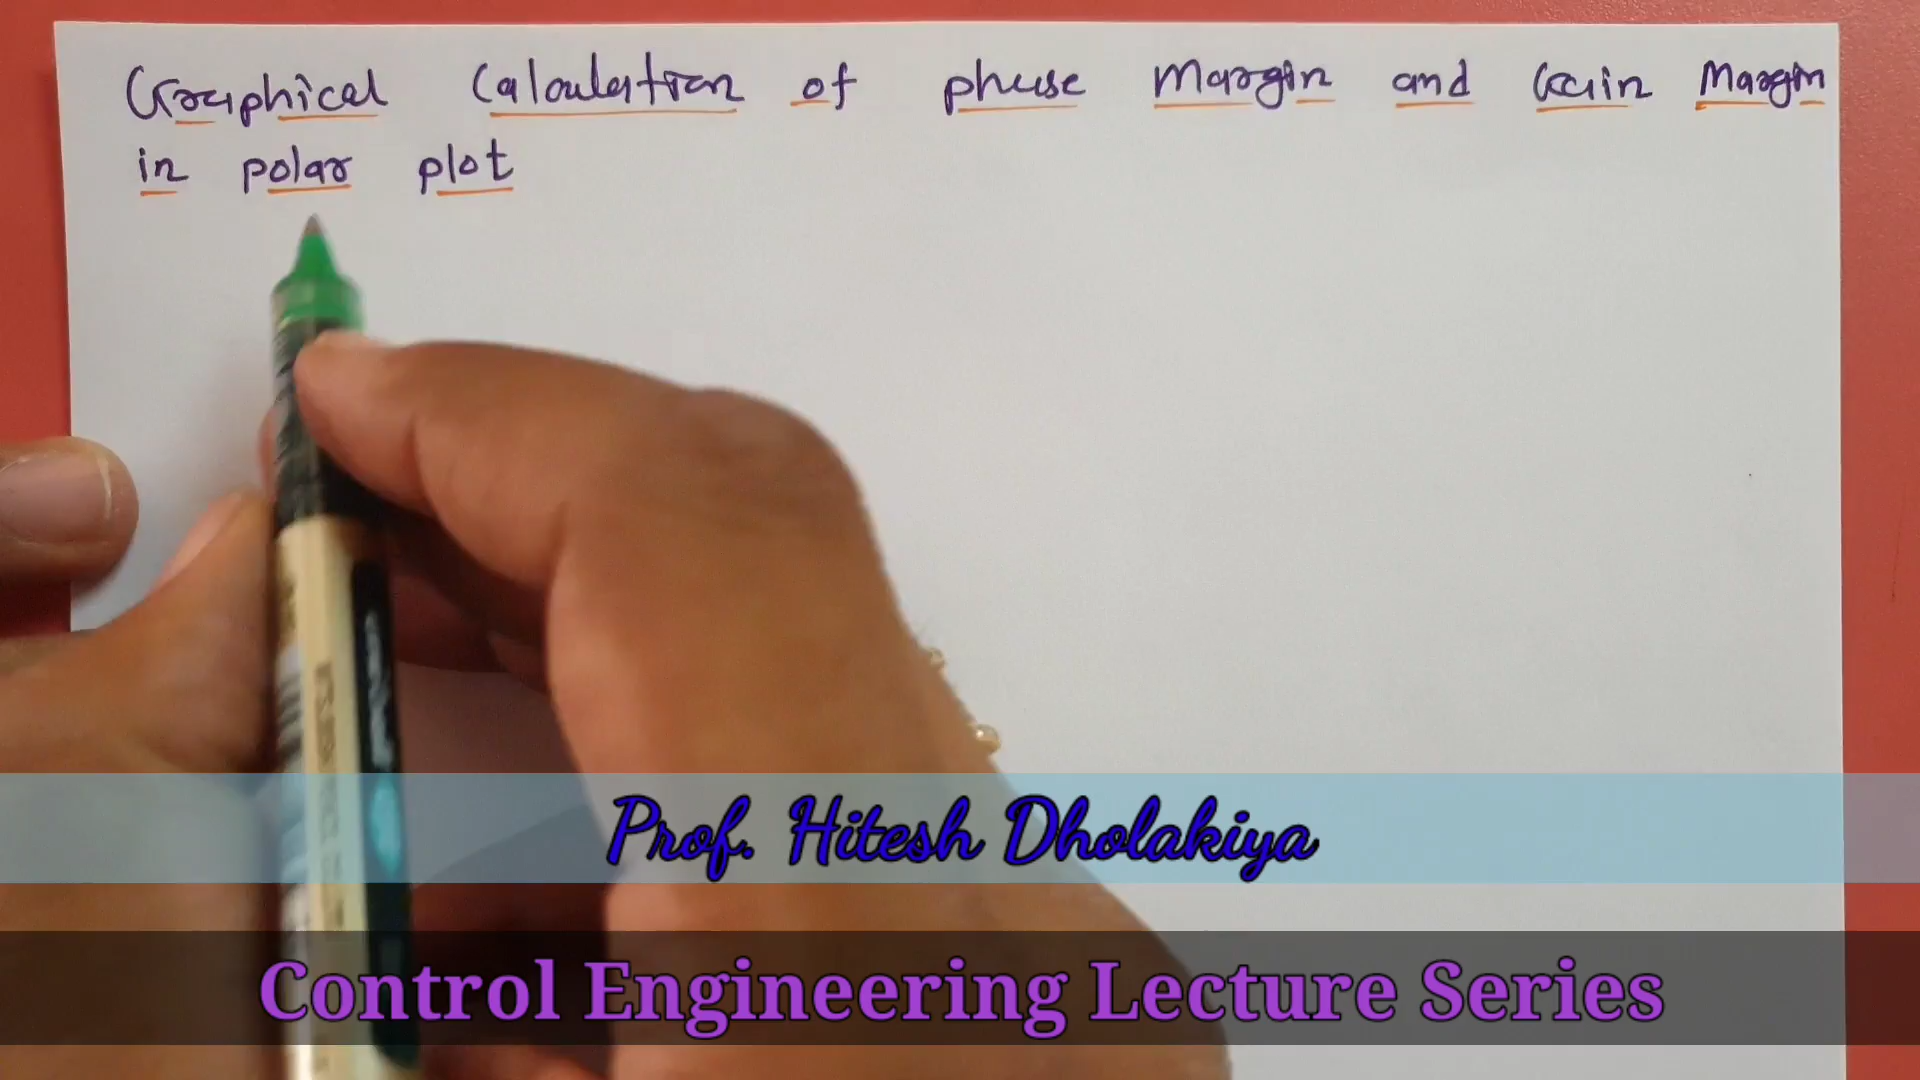 Graphical Calculation of phase Margin and Gain Margin
in polar plot
Prof. Hitesh Dholakiya
Control Engineering Lecture Series